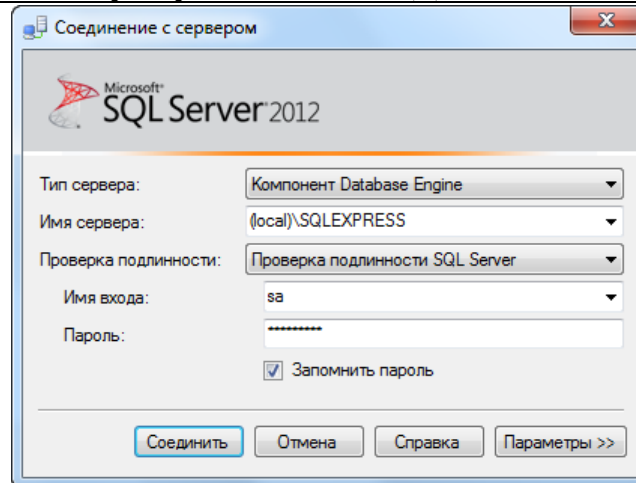 Соединение с сервером
Microsoft®
SQL Server® 2012
Тип сервера: Компонент Database Engine
Имя сервера: (local)\SQLEXPRESS
Проверка подлинности: Проверка подлинности SQL Server
Имя входа: sa
Пароль: *********
Запомнить пароль
Соединить Отмена Справка Параметры >>